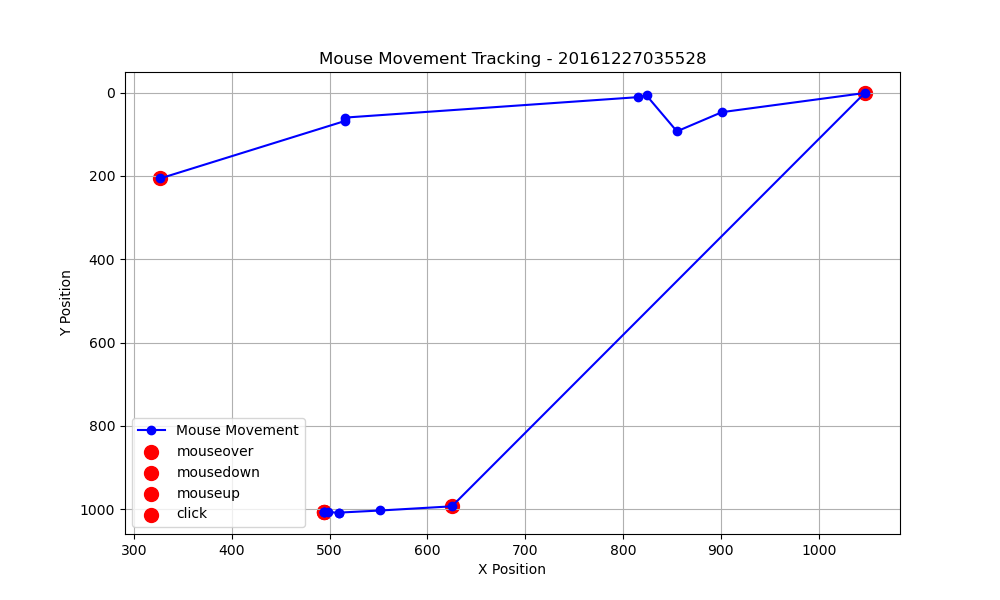 Mouse Movement Tracking - 20161227035528
0
200
400
600
800
1000
Y Position
Mouse Movement
mouseover
mousedown
mouseup
click
300 400 500 600 700 800 900 1000
X Position